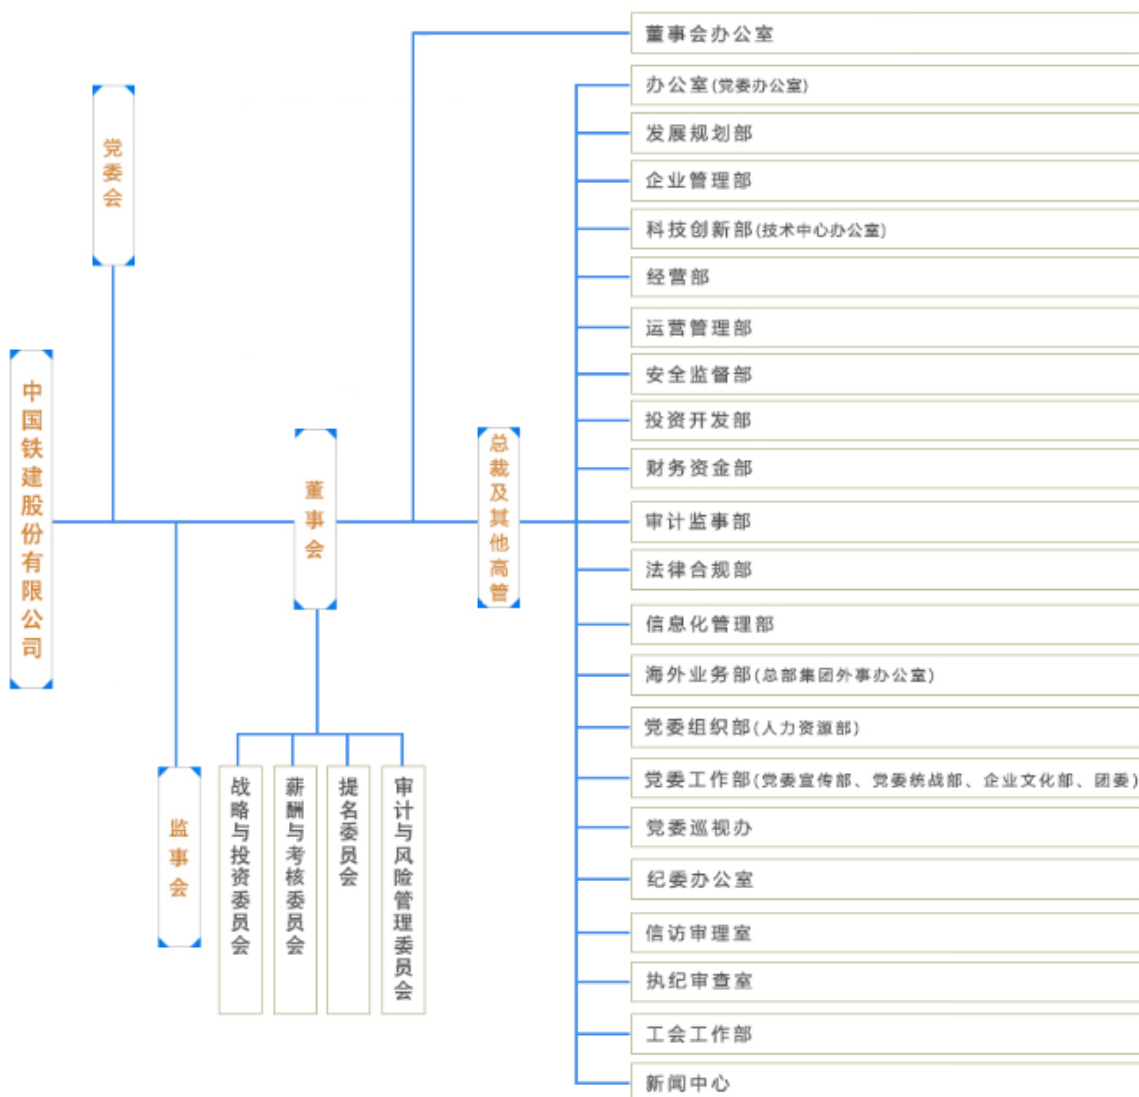 中国铁建股份有限公司
党委会
监事会
董事会
战略与投资委员会
薪酬与考核委员会
提名委员会
审计与风险管理委员会
总裁及其他高管
董事会办公室
办公室(党委办公室)
发展规划部
企业管理部
科技创新部(技术中心办公室)
经营部
运营管理部
安全监督部
投资开发部
财务资金部
审计监事部
法律合规部
信息化管理部
海外业务部(总部集团外事办公室)
党委组织部(人力资源部)
党委工作部(党委宣传部、党委统战部、企业文化部、团委)
党委巡视办
纪委办公室
信访审理室
执纪审查室
工会工作部
新闻中心